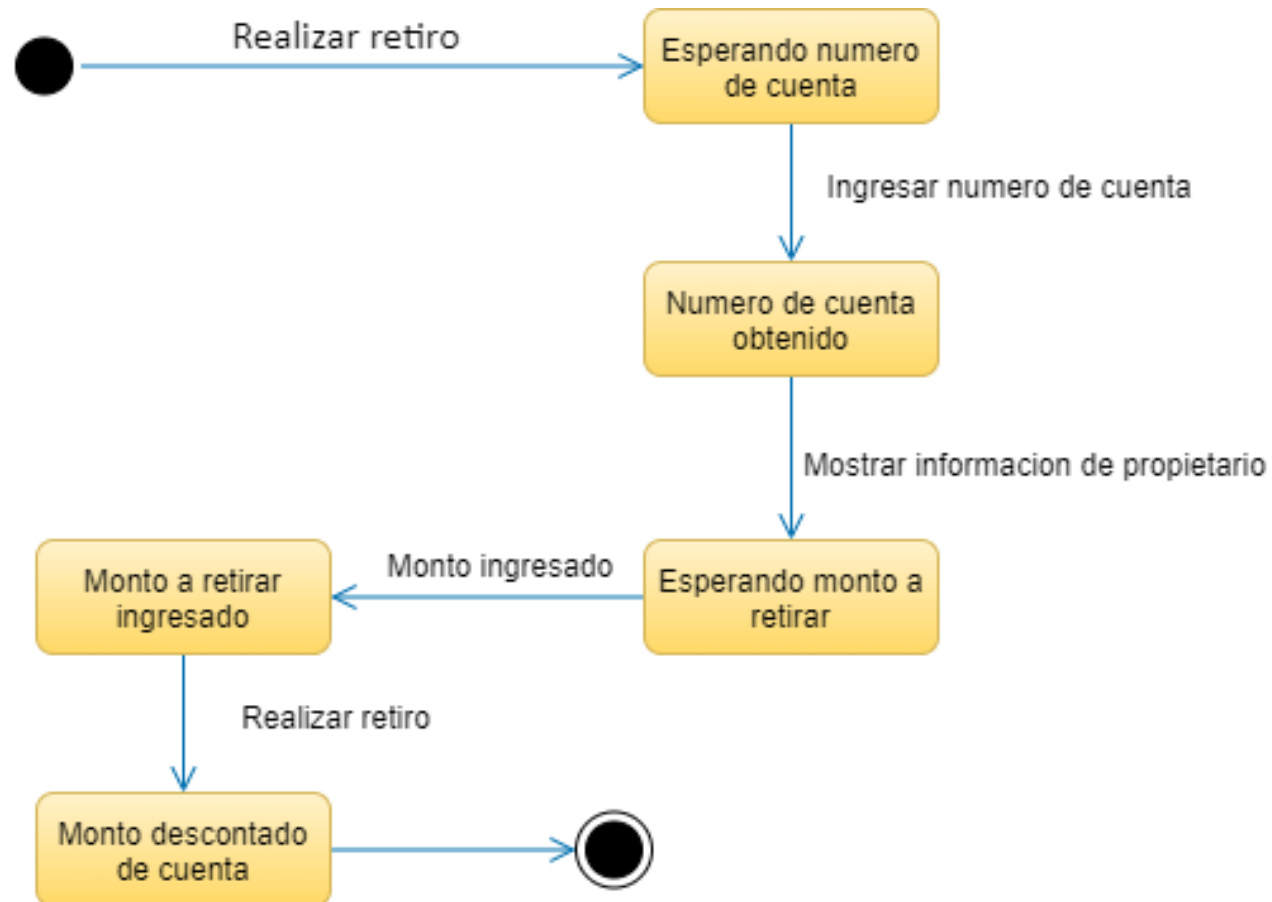 Realizar retiro
Esperando numero
de cuenta
Ingresar numero de cuenta
Numero de cuenta
obtenido
Mostrar informacion de propietario
Esperando monto a
retirar
Monto ingresado
Monto a retirar
ingresado
Realizar retiro
Monto descontado
de cuenta